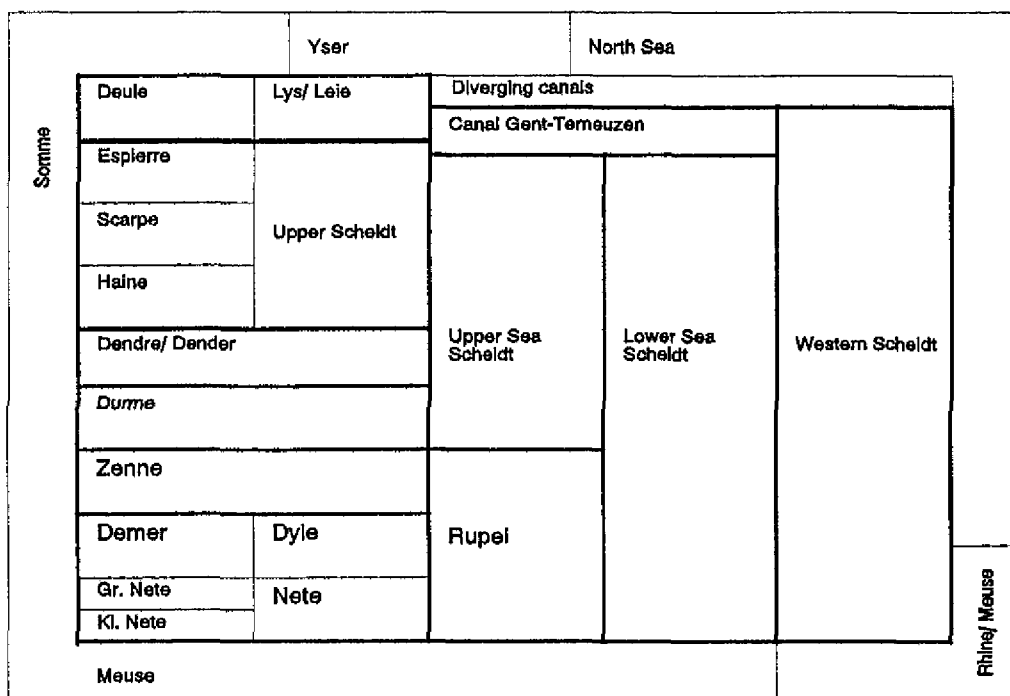 Yser
North Sea
Somme
Deule
Lys/ Leie
Diverging canals
Canal Gent-Terneuzen
Espierre
Scarpe
Upper Scheldt
Haine
Dendre/ Dender
Upper Sea
Scheldt
Lower Sea
Scheldt
Western Scheldt
Durme
Zenne
Demer
Dyle
Rupel
Gr. Nete
Nete
Kl. Nete
Rhine/ Meuse
Meuse